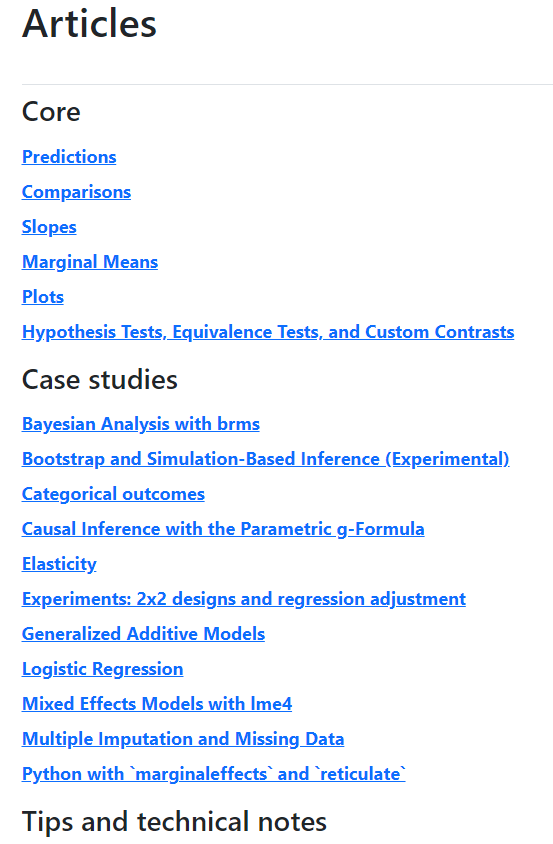 Articles
Core
Predictions
Comparisons
Slopes
Marginal Means
Plots
Hypothesis Tests, Equivalence Tests, and Custom Contrasts
Case studies
Bayesian Analysis with brms
Bootstrap and Simulation-Based Inference (Experimental)
Categorical outcomes
Causal Inference with the Parametric g-Formula
Elasticity
Experiments: 2x2 designs and regression adjustment
Generalized Additive Models
Logistic Regression
Mixed Effects Models with lme4
Multiple Imputation and Missing Data
Python with `marginaleffects` and `reticulate`
Tips and technical notes